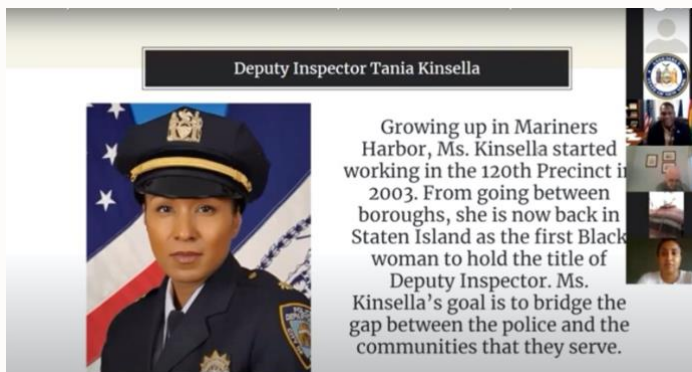 Deputy Inspector Tania Kinsella
Growing up in Mariners
Harbor, Ms. Kinsella started
working in the 120th Precinct
2003. From going between
boroughs, she is now back in
Staten Island as the first Black
woman to hold the title of
Deputy Inspector. Ms.
Kinsella's goal is to bridge the
gap between the police and the
communities that they serve.